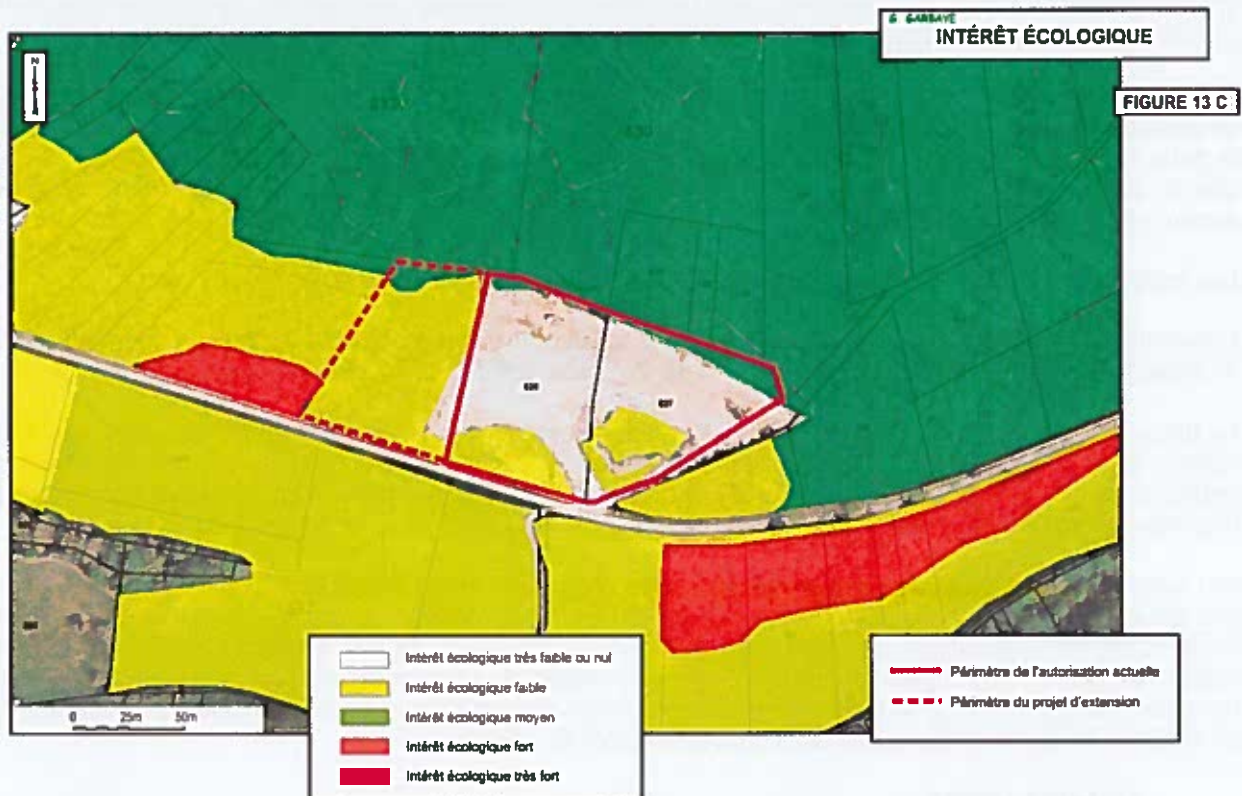 G GARBAYE
INTÉRÊT ÉCOLOGIQUE
FIGURE 13 C
N
Intérêt écologique très faible ou nul
Intérêt écologique faible
Intérêt écologique moyen
Intérêt écologique fort
Intérêt écologique très fort
Périmètre de l'autorisation actuelle
Périmètre du projet d'extension
0 25m 50m